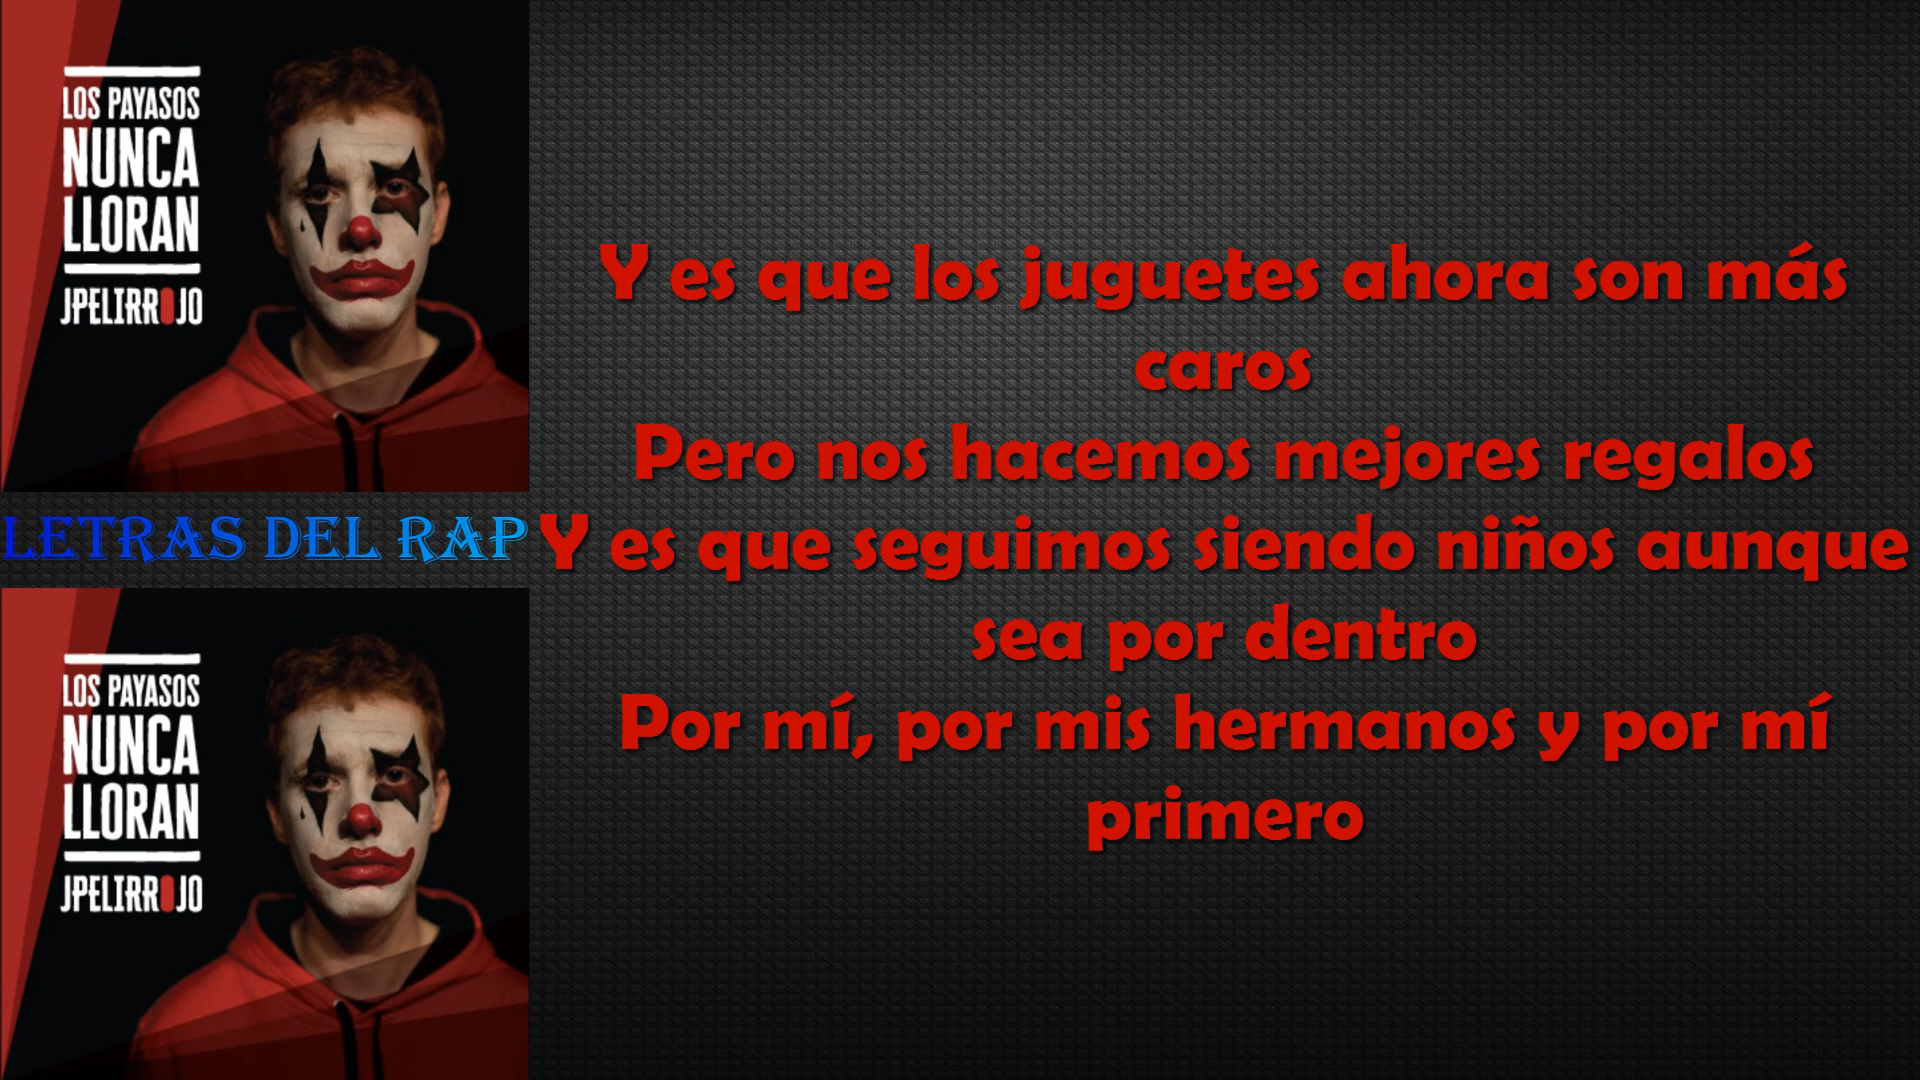 LOS PAYASOS
NUNCA
LLORAN
JPELIRROJO
LETRAS DEL RAP
LOS PAYASOS
NUNCA
LLORAN
JPELIRROJO
Y es que los juguetes ahora son más
caros
Pero nos hacemos mejores regalos
Y es que seguimos siendo niños aunque
sea por dentro
Por mí, por mis hermanos y por mí
primero